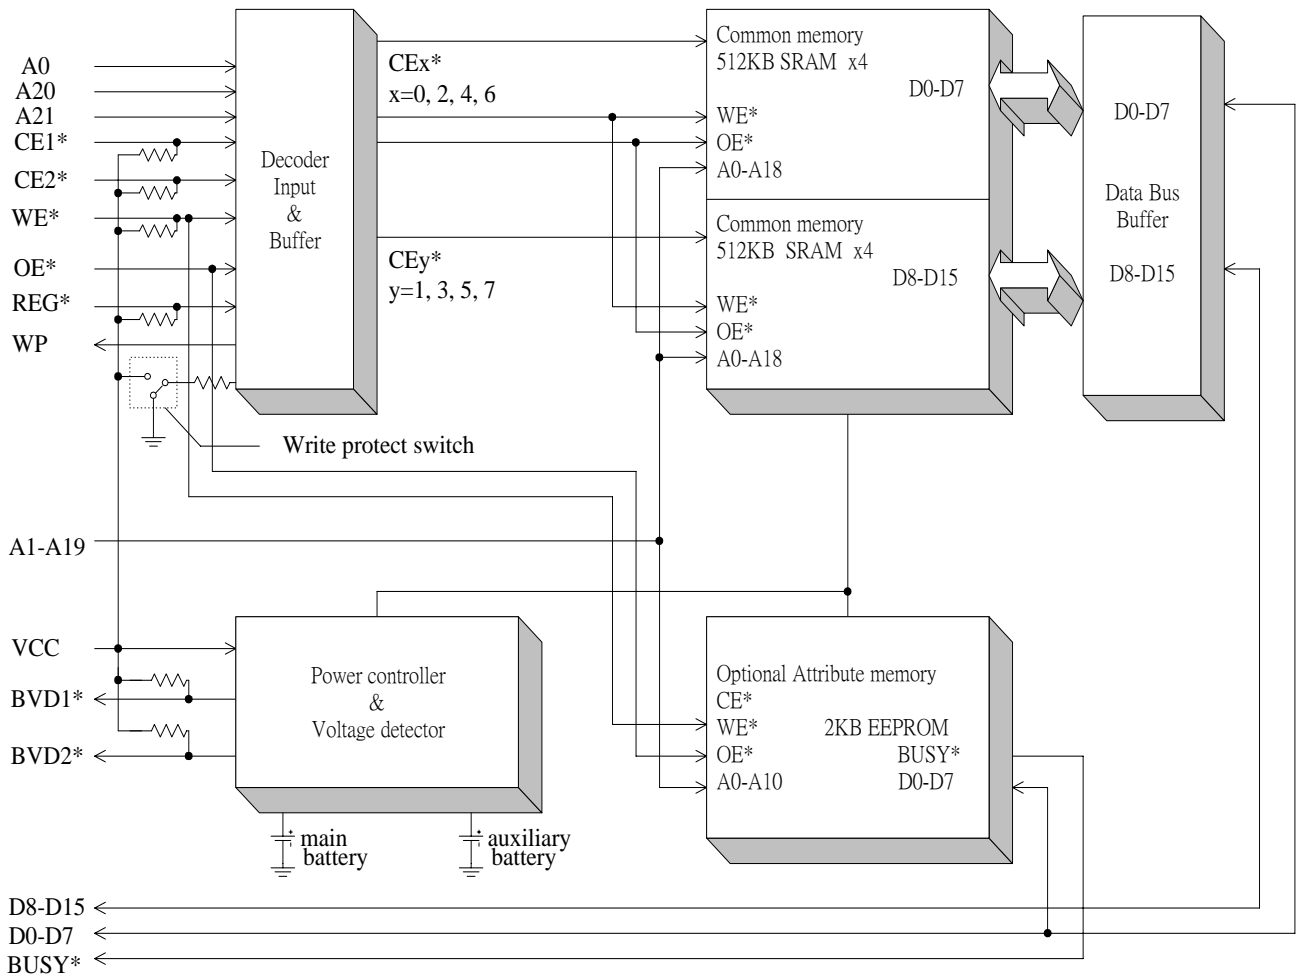 A0
A20
A21
CE1*
CE2*
WE*
OE*
REG*
WP
Decoder
Input
&
Buffer
CEx*
x=0, 2, 4, 6
CEy*
y=1, 3, 5, 7
Common memory
512KB SRAM x4
D0-D7
WE*
OE*
A0-A18
Common memory
512KB SRAM x4
D8-D15
WE*
OE*
A0-A18
D0-D7
Data Bus
Buffer
D8-D15
Write protect switch
A1-A19
VCC
BVD1*
BVD2*
Power controller
&
Voltage detector
+ main
battery
+ auxiliary
battery
Optional Attribute memory
CE*
WE* 2KB EEPROM
OE* BUSY*
A0-A10 D0-D7
D8-D15
D0-D7
BUSY*